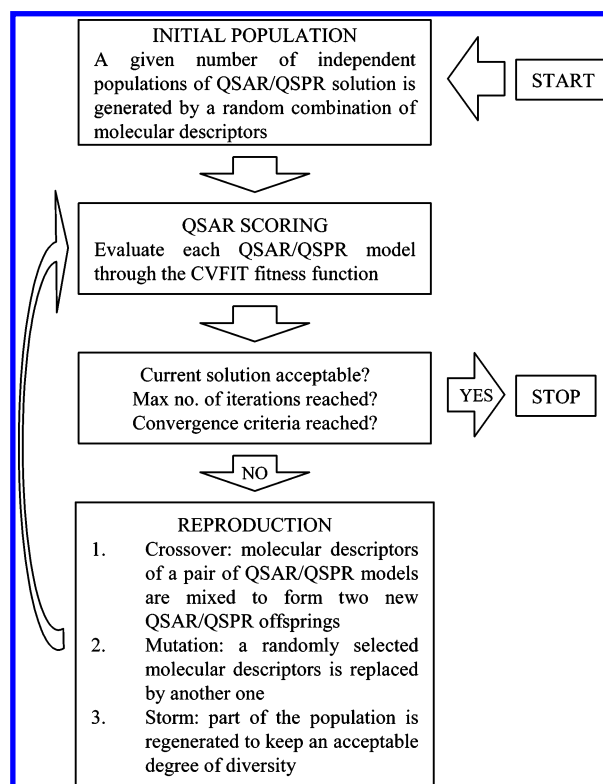 INITIAL POPULATION
A given number of independent
populations of QSAR/QSPR solution is
generated by a random combination of
molecular descriptors
START
QSAR SCORING
Evaluate each QSAR/QSPR model
through the CVFIT fitness function
Current solution acceptable?
Max no. of iterations reached?
Convergence criteria reached?
YES
STOP
NO
REPRODUCTION
1. Crossover: molecular descriptors
of a pair of QSAR/QSPR models
are mixed to form two new
QSAR/QSPR offsprings
2. Mutation: a randomly selected
molecular descriptors is replaced
by another one
3. Storm: part of the population is
regenerated to keep an acceptable
degree of diversity